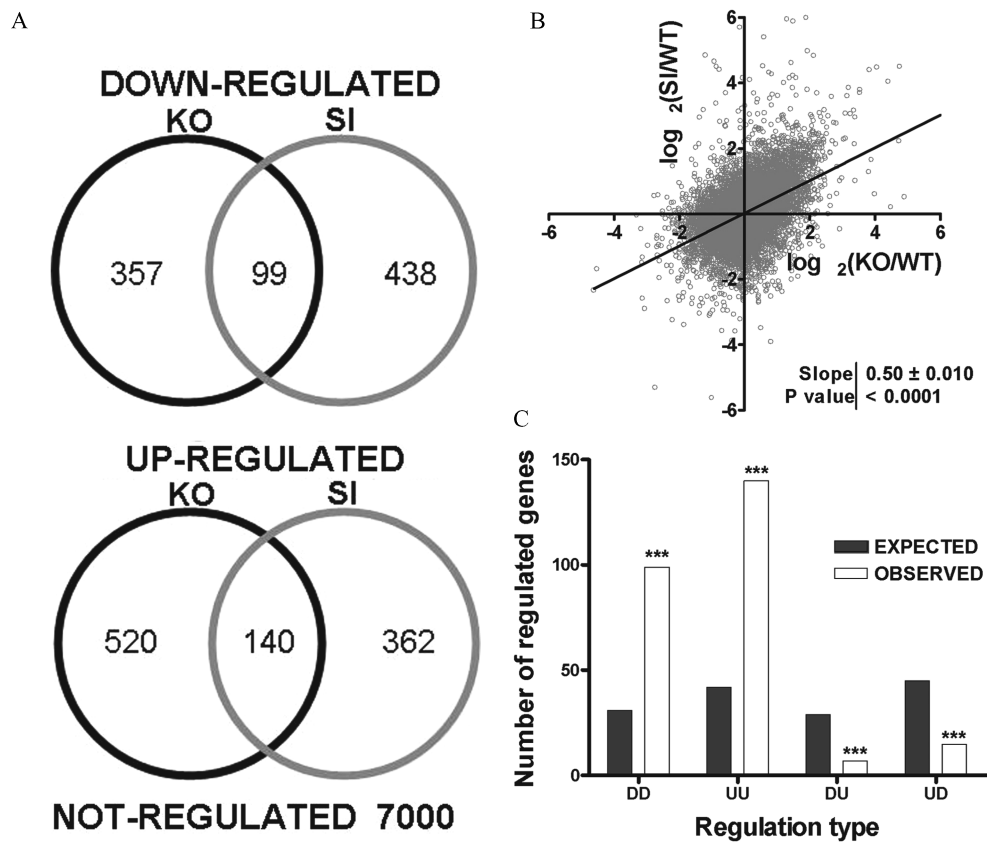 A
DOWN-REGULATED
KO SI
357 99 438
UP-REGULATED
KO SI
520 140 362
NOT-REGULATED 7000
B
log 2(SI/WT)
6
4
2
-6 -4 -2 2 4 6
log 2(KO/WT)
-2
-4
-6
Slope 0.50 ± 0.010
P value < 0.0001
C
Number of regulated genes
150
100
50
0
*** *** *** ***
EXPECTED
OBSERVED
DD UU DU UD
Regulation type